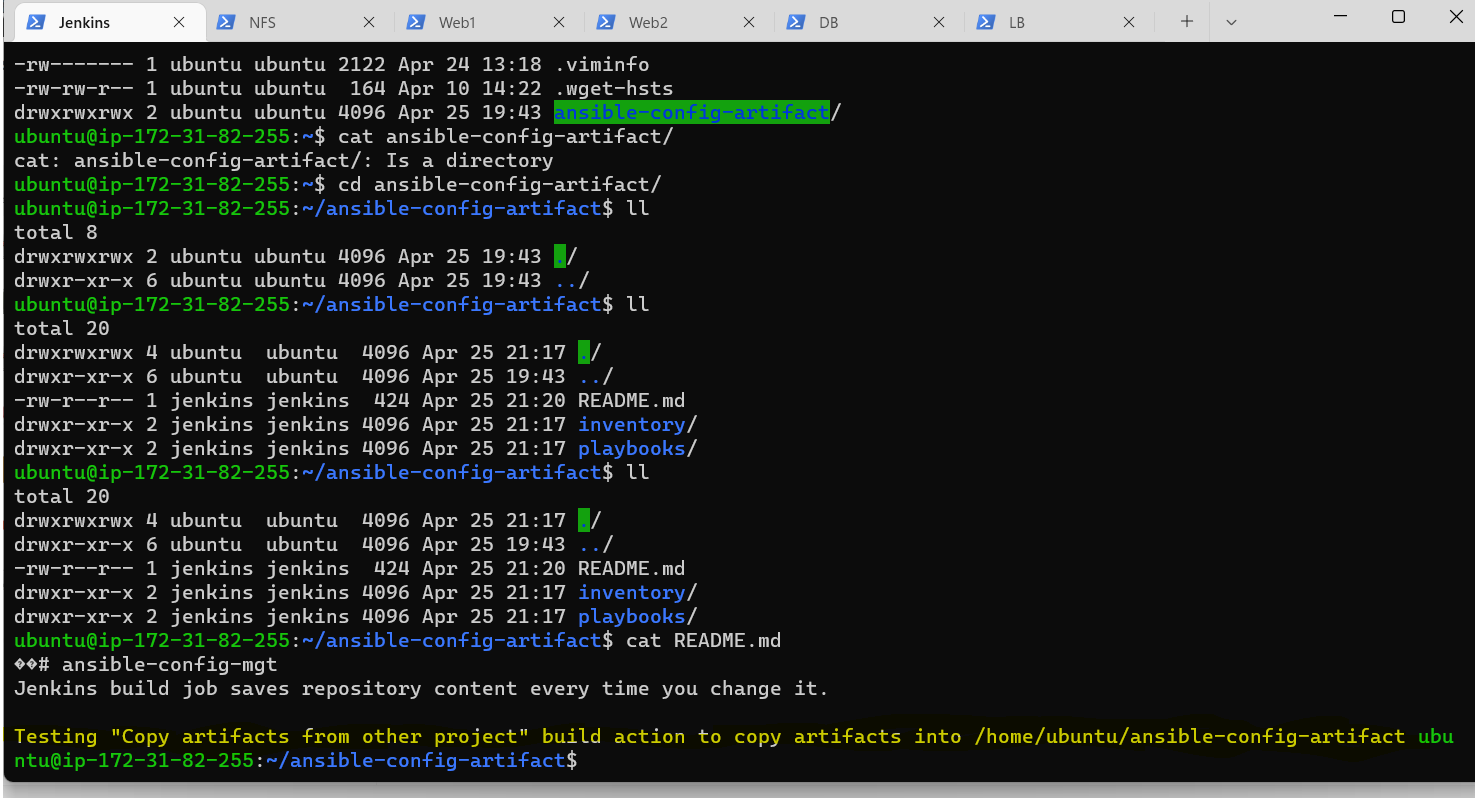 Jenkins NFS Web1 Web2 DB LB
-rw------- 1 ubuntu ubuntu 2122 Apr 24 13:18 .viminfo
-rw-rw-r-- 1 ubuntu ubuntu  164 Apr 10 14:22 .wget-hsts
drwxrwxrwx 2 ubuntu ubuntu 4096 Apr 25 19:43 ansible-config-artifact/
ubuntu@ip-172-31-82-255:~$ cat ansible-config-artifact/
cat: ansible-config-artifact/: Is a directory
ubuntu@ip-172-31-82-255:~$ cd ansible-config-artifact/
ubuntu@ip-172-31-82-255:~/ansible-config-artifact$ ll
total 8
drwxrwxrwx 2 ubuntu ubuntu 4096 Apr 25 19:43 ./
drwxr-xr-x 6 ubuntu ubuntu 4096 Apr 25 19:43 ../
ubuntu@ip-172-31-82-255:~/ansible-config-artifact$ ll
total 20
drwxrwxrwx 4 ubuntu  ubuntu  4096 Apr 25 21:17 ./
drwxr-xr-x 6 ubuntu  ubuntu  4096 Apr 25 19:43 ../
-rw-r--r-- 1 jenkins jenkins  424 Apr 25 21:20 README.md
drwxr-xr-x 2 jenkins jenkins 4096 Apr 25 21:17 inventory/
drwxr-xr-x 2 jenkins jenkins 4096 Apr 25 21:17 playbooks/
ubuntu@ip-172-31-82-255:~/ansible-config-artifact$ ll
total 20
drwxrwxrwx 4 ubuntu  ubuntu  4096 Apr 25 21:17 ./
drwxr-xr-x 6 ubuntu  ubuntu  4096 Apr 25 19:43 ../
-rw-r--r-- 1 jenkins jenkins  424 Apr 25 21:20 README.md
drwxr-xr-x 2 jenkins jenkins 4096 Apr 25 21:17 inventory/
drwxr-xr-x 2 jenkins jenkins 4096 Apr 25 21:17 playbooks/
ubuntu@ip-172-31-82-255:~/ansible-config-artifact$ cat README.md
��# ansible-config-mgt
Jenkins build job saves repository content every time you change it.
Testing "Copy artifacts from other project" build action to copy artifacts into /home/ubuntu/ansible-config-artifact ubu
ntu@ip-172-31-82-255:~/ansible-config-artifact$